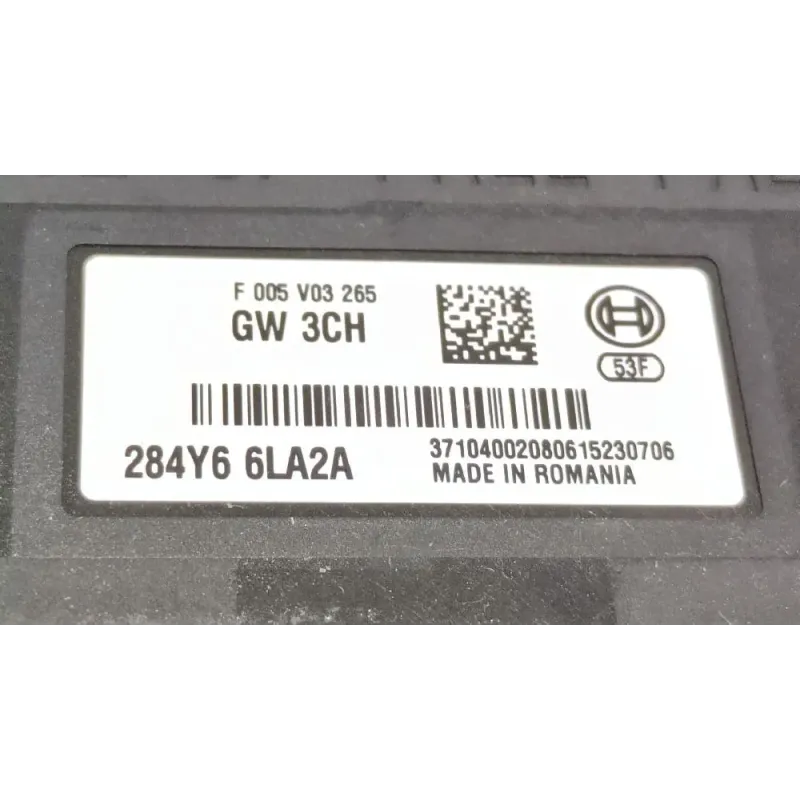 F 005 V03 265
GW 3CH
53F
284Y6 6LA2A
37104002080615230706
MADE IN ROMANIA